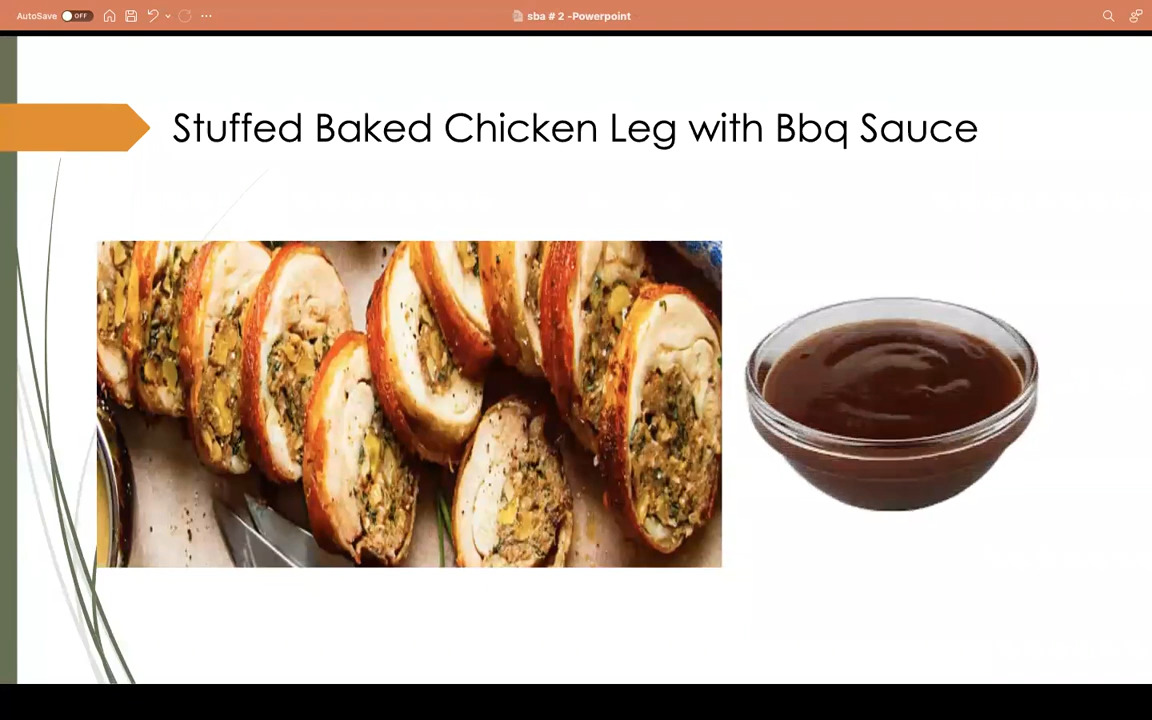 AutoSave OFF
sba # 2 -Powerpoint
Stuffed Baked Chicken Leg with Bbq Sauce